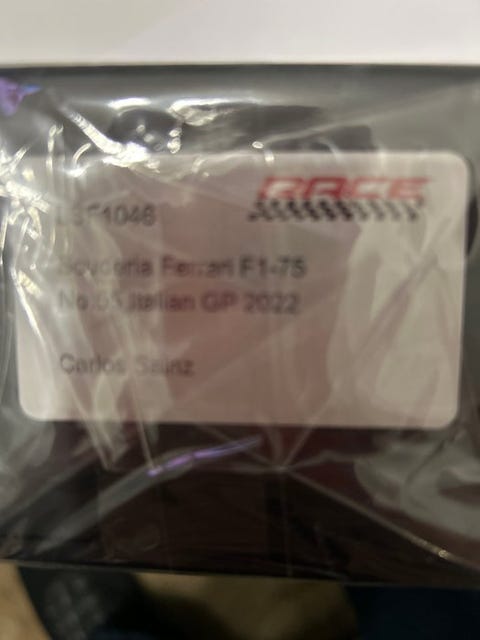 RACE
Scuderia Ferrari F1-75
No.55 Italian GP 2022
Carlos Sainz